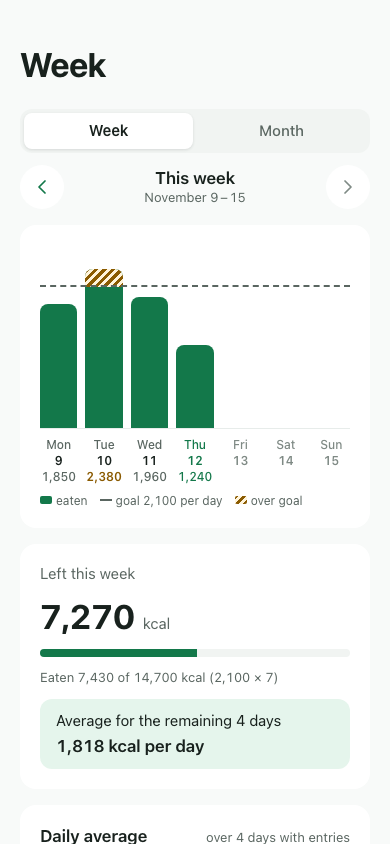 Week
Week Month
This week
November 9 – 15
Mon Tue Wed Thu Fri Sat Sun
9 10 11 12 13 14 15
1,850 2,380 1,960 1,240
eaten goal 2,100 per day over goal
Left this week
7,270 kcal
Eaten 7,430 of 14,700 kcal (2,100 × 7)
Average for the remaining 4 days
1,818 kcal per day
Daily average over 4 days with entries